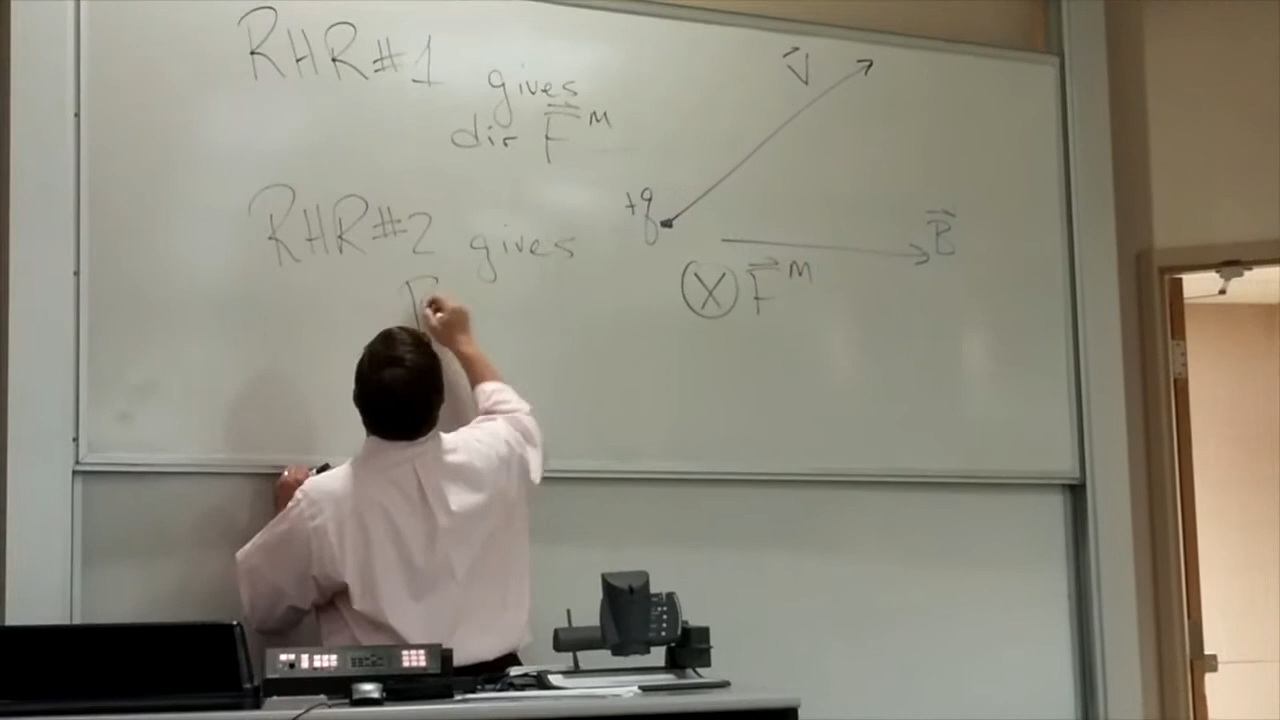 RHR#1 gives
dir F⃗ᴹ
RHR#2 gives
V⃗
+q
B⃗
Ⓧ F⃗ᴹ